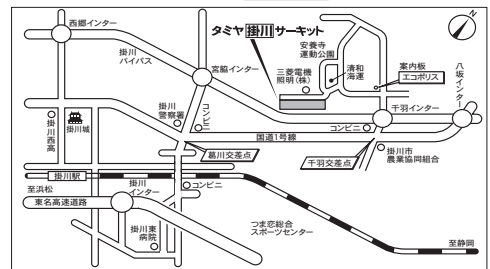 西郷インター
タミヤ掛川サーキット
掛川
バイパス
宮脇インター
安養寺
運動公園
三菱電機
照明(株)
清和
海運
案内板
エコポリス
八坂インター
掛川
警察署
コンビニ
千羽インター
掛川西高
掛川城
コンビニ
国道1号線
葛川交差点
千羽交差点
掛川市
農業協同組合
掛川駅
至浜松
東名高速道路
掛川
インター
コンビニ
掛川東
病院
つま恋総合
スポーツセンター
至静岡